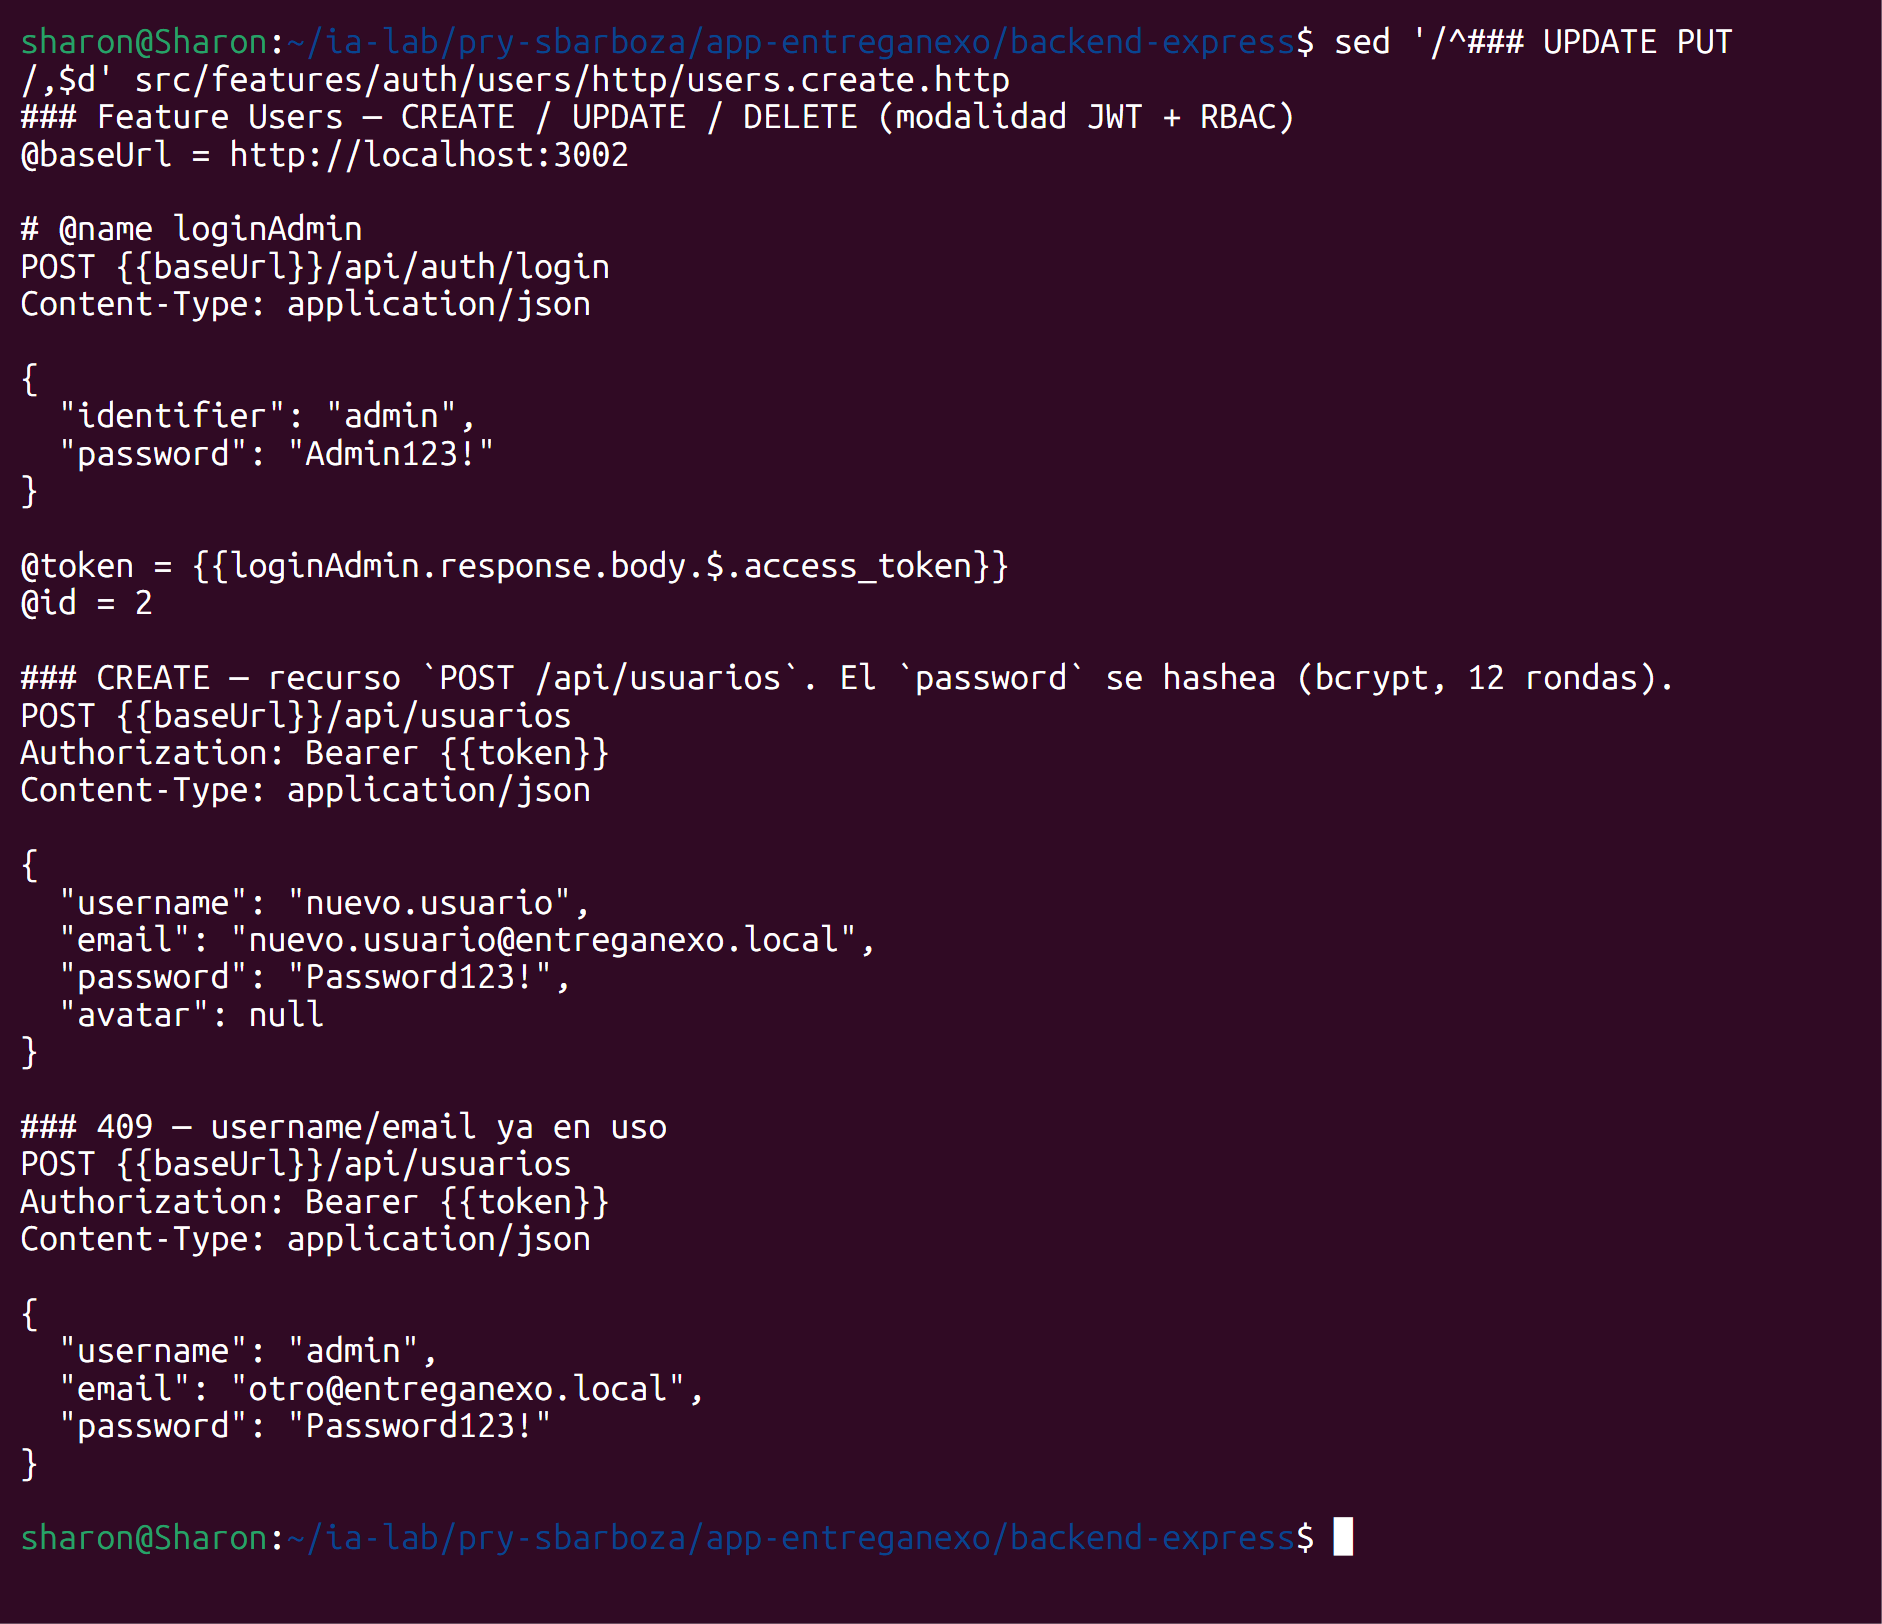 sharon@Sharon:~/ia-lab/pry-sbarboza/app-entreganexo/backend-express$ sed '/^### UPDATE PUT
/,$d' src/features/auth/users/http/users.create.http
### Feature Users — CREATE / UPDATE / DELETE (modalidad JWT + RBAC)
@baseUrl = http://localhost:3002

# @name loginAdmin
POST {{baseUrl}}/api/auth/login
Content-Type: application/json

{
  "identifier": "admin",
  "password": "Admin123!"
}

@token = {{loginAdmin.response.body.$.access_token}}
@id = 2

### CREATE — recurso `POST /api/usuarios`. El `password` se hashea (bcrypt, 12 rondas).
POST {{baseUrl}}/api/usuarios
Authorization: Bearer {{token}}
Content-Type: application/json

{
  "username": "nuevo.usuario",
  "email": "nuevo.usuario@entreganexo.local",
  "password": "Password123!",
  "avatar": null
}

### 409 — username/email ya en uso
POST {{baseUrl}}/api/usuarios
Authorization: Bearer {{token}}
Content-Type: application/json

{
  "username": "admin",
  "email": "otro@entreganexo.local",
  "password": "Password123!"
}

sharon@Sharon:~/ia-lab/pry-sbarboza/app-entreganexo/backend-express$